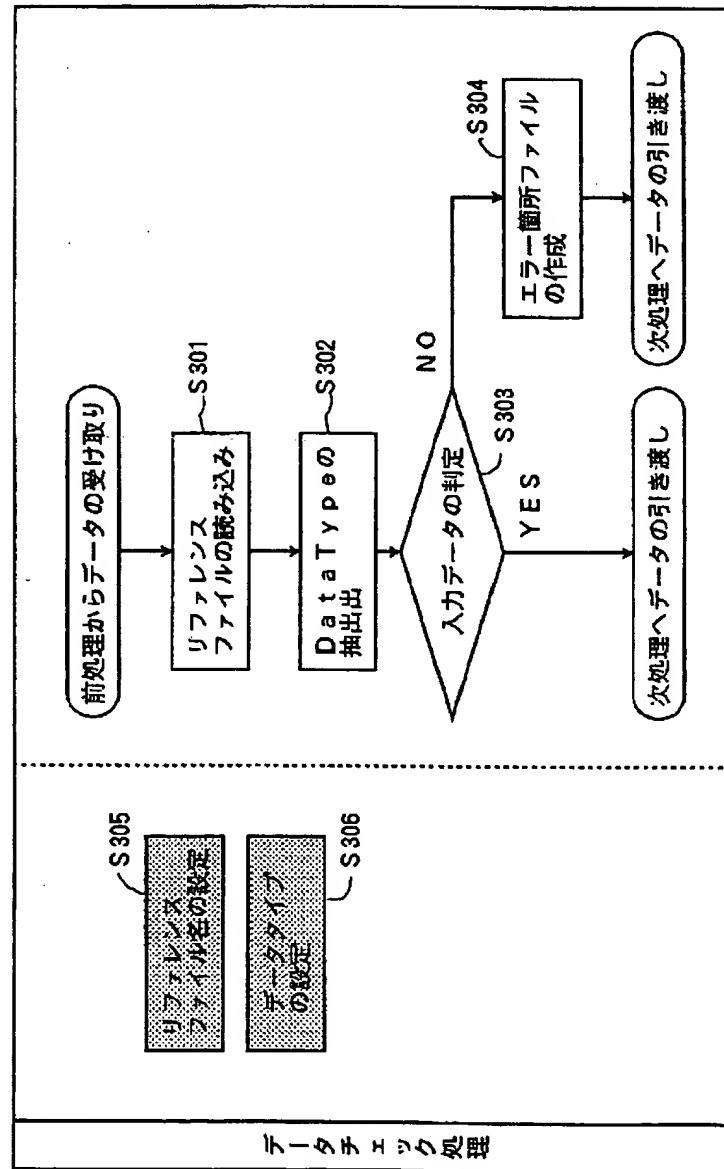 データチェック処理
リファレンス
ファイル名の設定
S305
データタイプ
の設定
S306
前処理からデータの受け取り
リファレンス
ファイルの読み込み
S301
DataTypeの
抽出出
S302
入力データの判定
S303
NO
YES
エラー箇所ファイル
の作成
S304
次処理へデータの引き渡し
次処理へデータの引き渡し